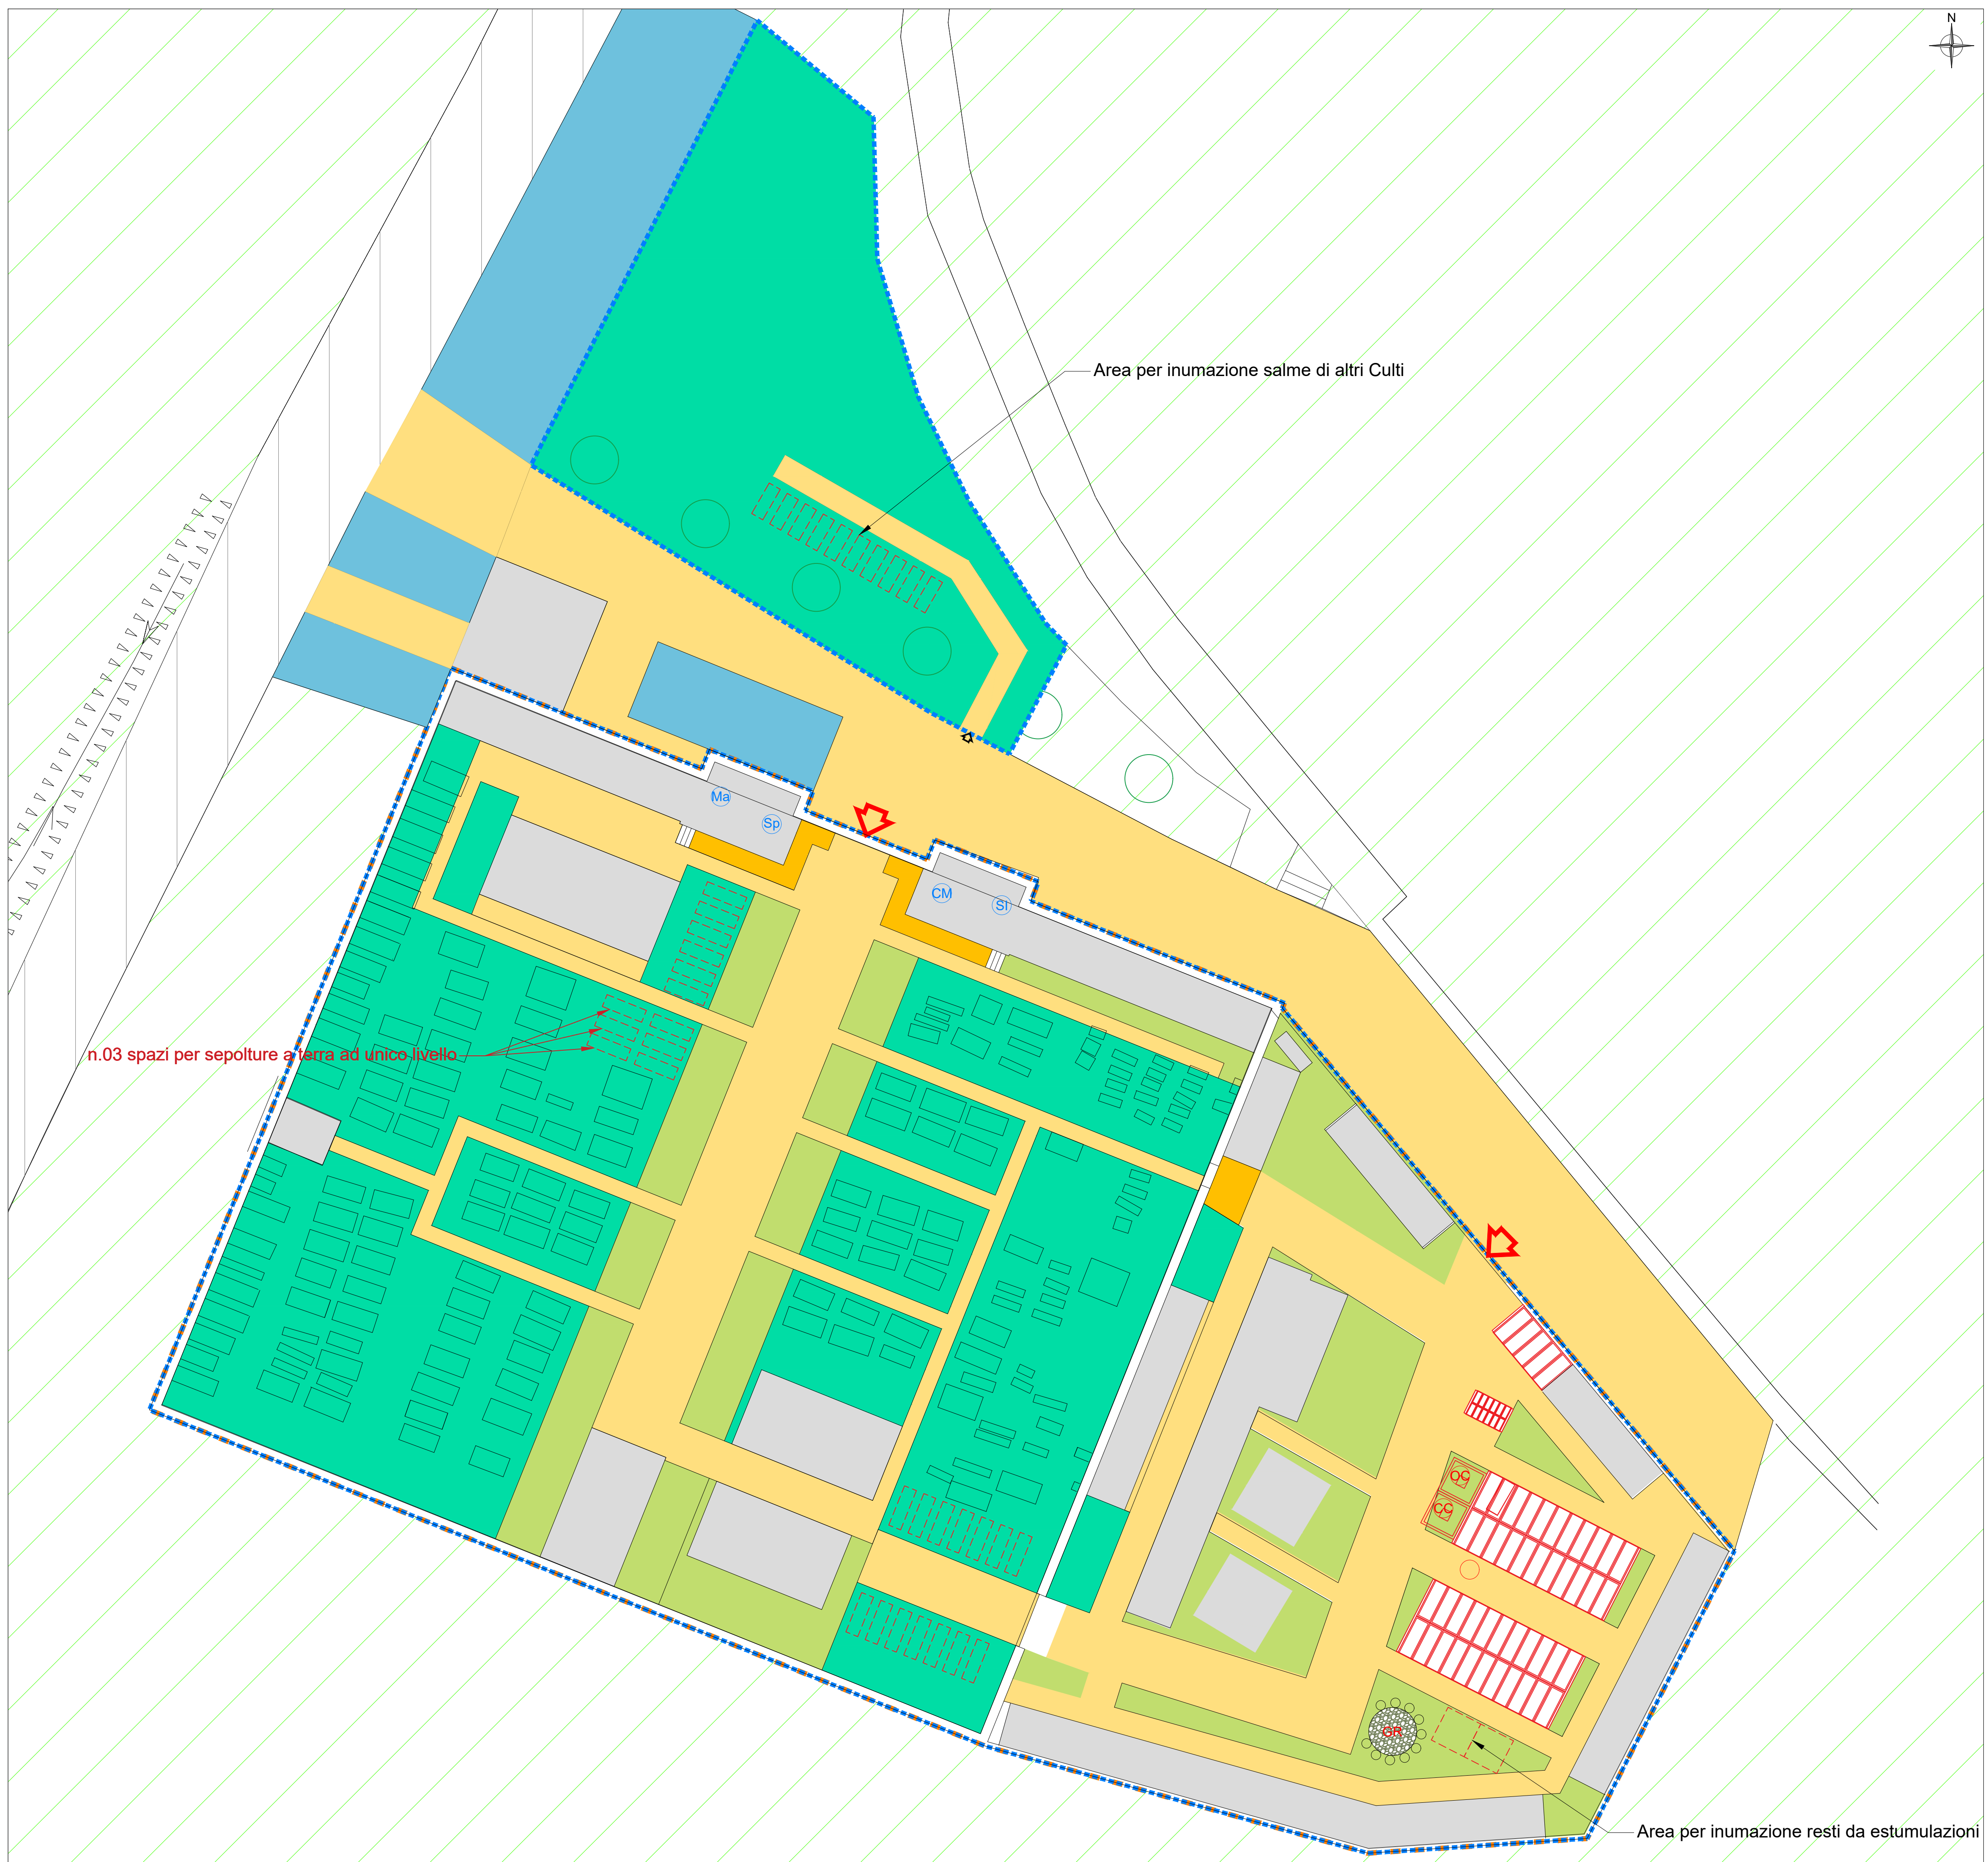 N
Area per inumazione salme di altri Culti
Ma
Sp
CM
SI
n.03 spazi per sepolture a terra ad unico livello
OC
CC
GR
Area per inumazione resti da estumulazioni